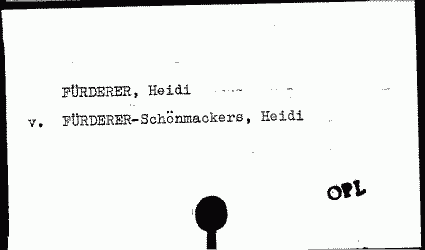 FÜRDERER, Heidi
v. FÜRDERER-Schönmackers, Heidi
OPL